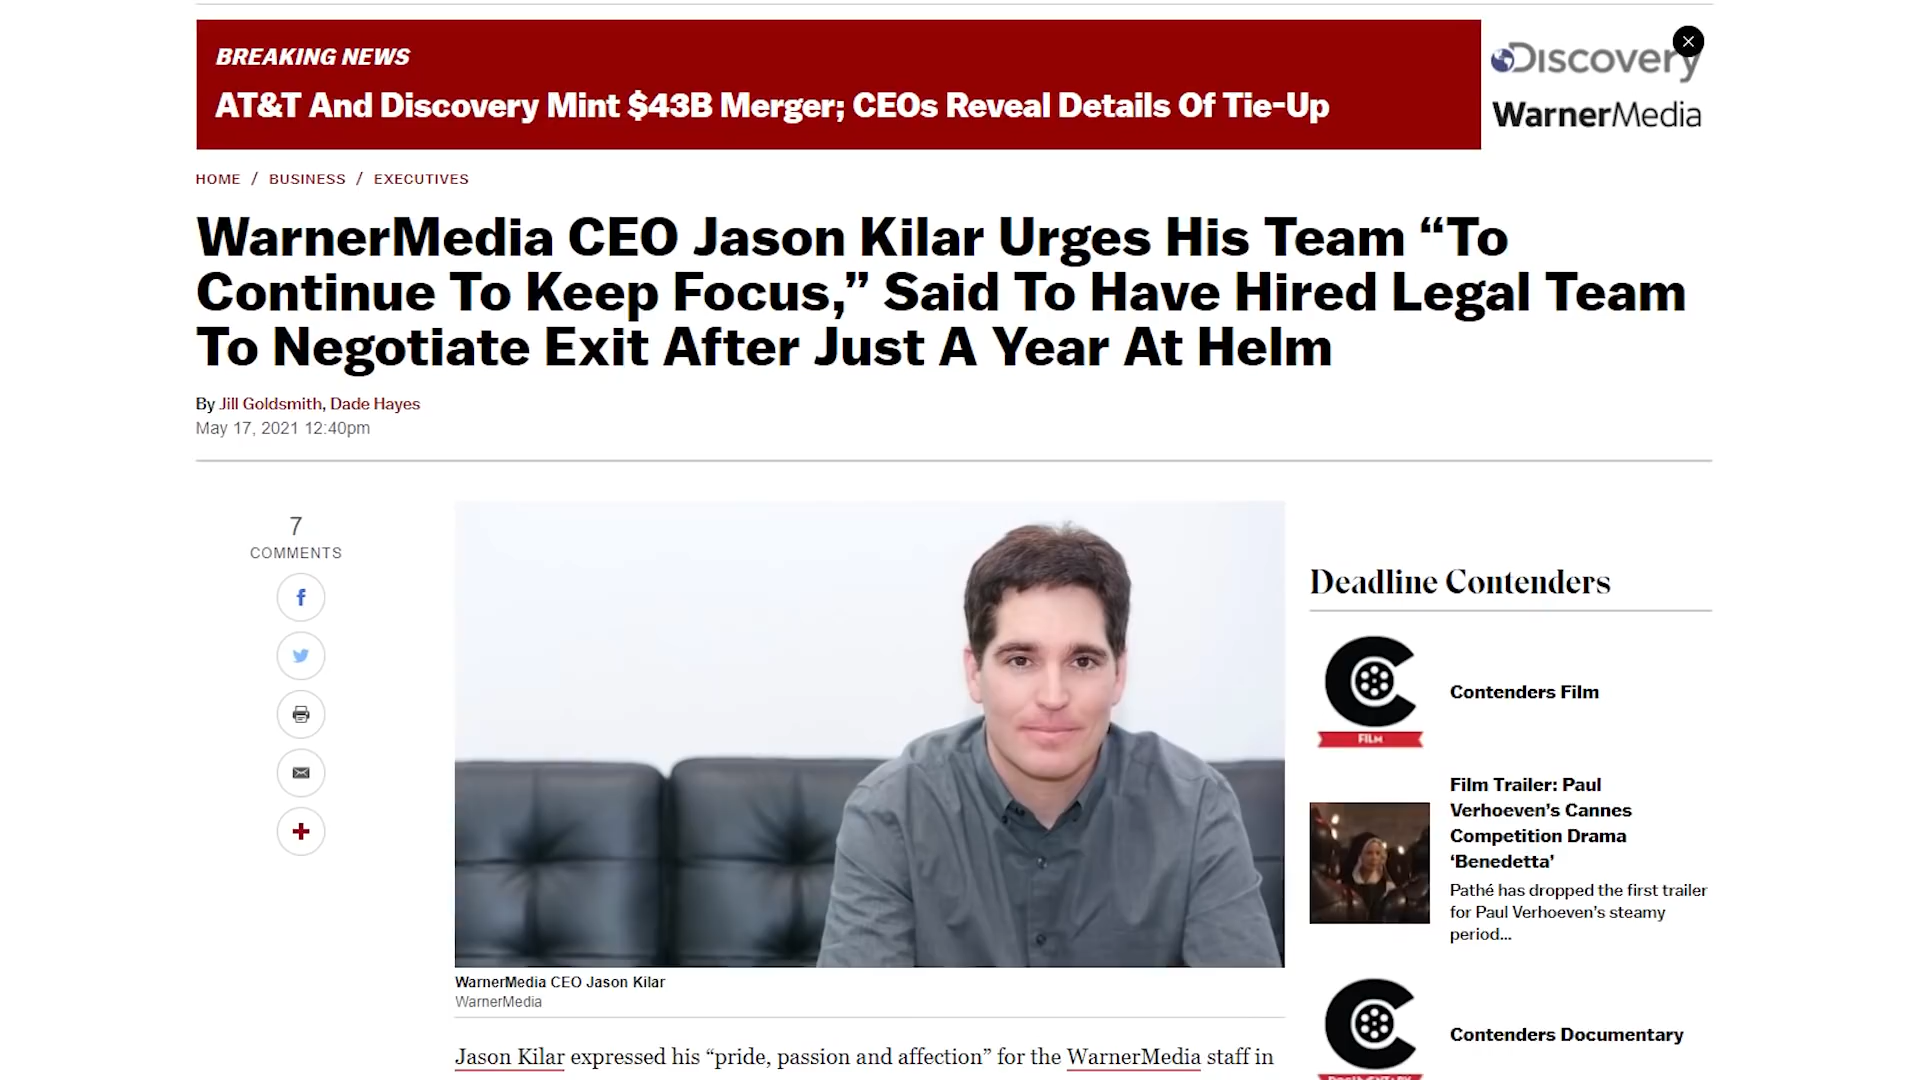 BREAKING NEWS
AT&T And Discovery Mint $43B Merger; CEOs Reveal Details Of Tie-Up
Discovery
WarnerMedia
HOME / BUSINESS / EXECUTIVES
WarnerMedia CEO Jason Kilar Urges His Team “To
Continue To Keep Focus,” Said To Have Hired Legal Team
To Negotiate Exit After Just A Year At Helm
By Jill Goldsmith, Dade Hayes
May 17, 2021 12:40pm
7
COMMENTS
Deadline Contenders
FILM
Contenders Film
Film Trailer: Paul
Verhoeven’s Cannes
Competition Drama
‘Benedetta’
Pathé has dropped the first trailer
for Paul Verhoeven’s steamy
period...
Contenders Documentary
WarnerMedia CEO Jason Kilar
WarnerMedia
Jason Kilar expressed his “pride, passion and affection” for the WarnerMedia staff in